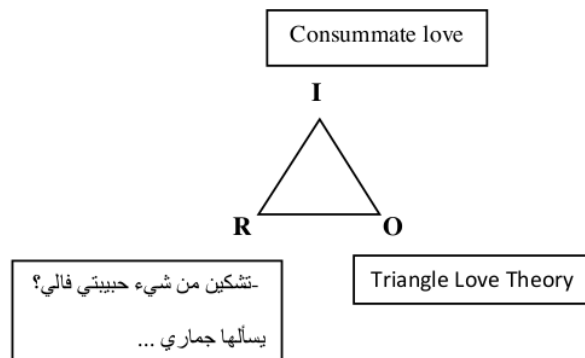 Consummate love
I
R
O
-تشكين من شيء حبيبتي فالي؟
يسألها جماري ...
Triangle Love Theory